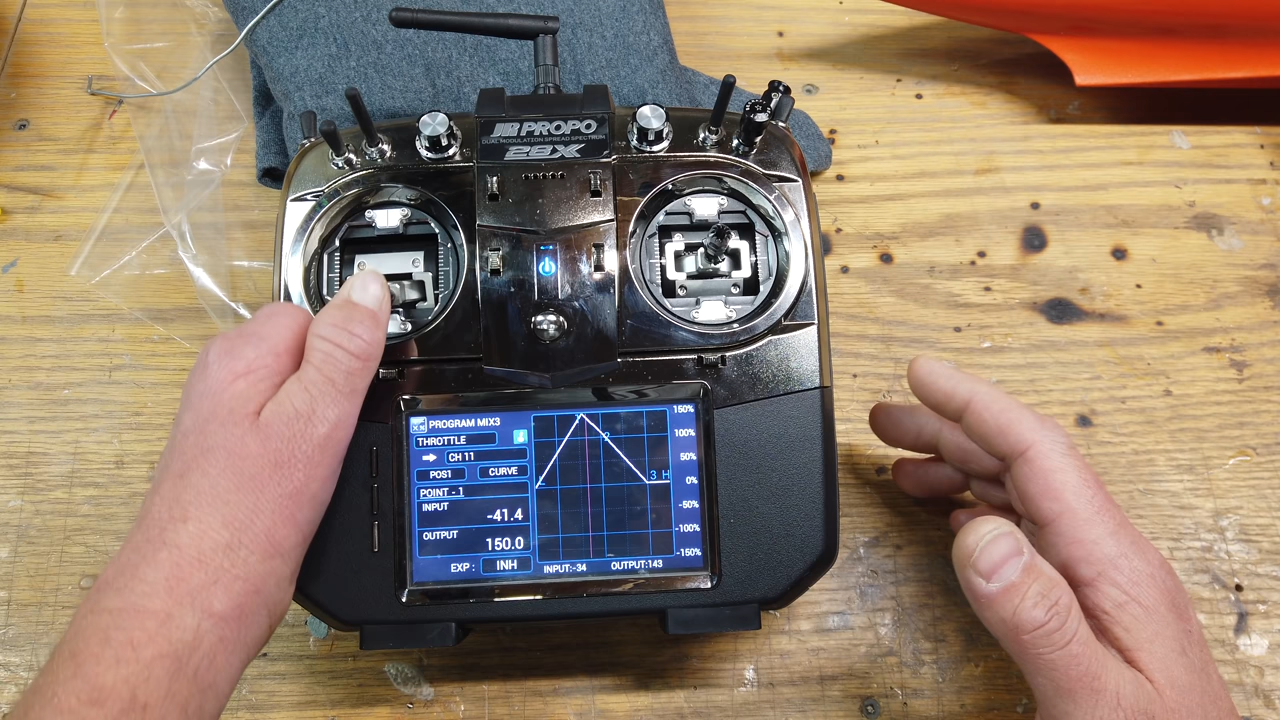 JR PROPO
DUAL MODULATION SPREAD SPECTRUM
28X
PROGRAM MIX3
THROTTLE
CH 11
POS1 CURVE
POINT - 1
INPUT
-41.4
OUTPUT
150.0
EXP : INH
2
3 H
150%
100%
50%
0%
-50%
-100%
-150%
INPUT:-34 OUTPUT:143